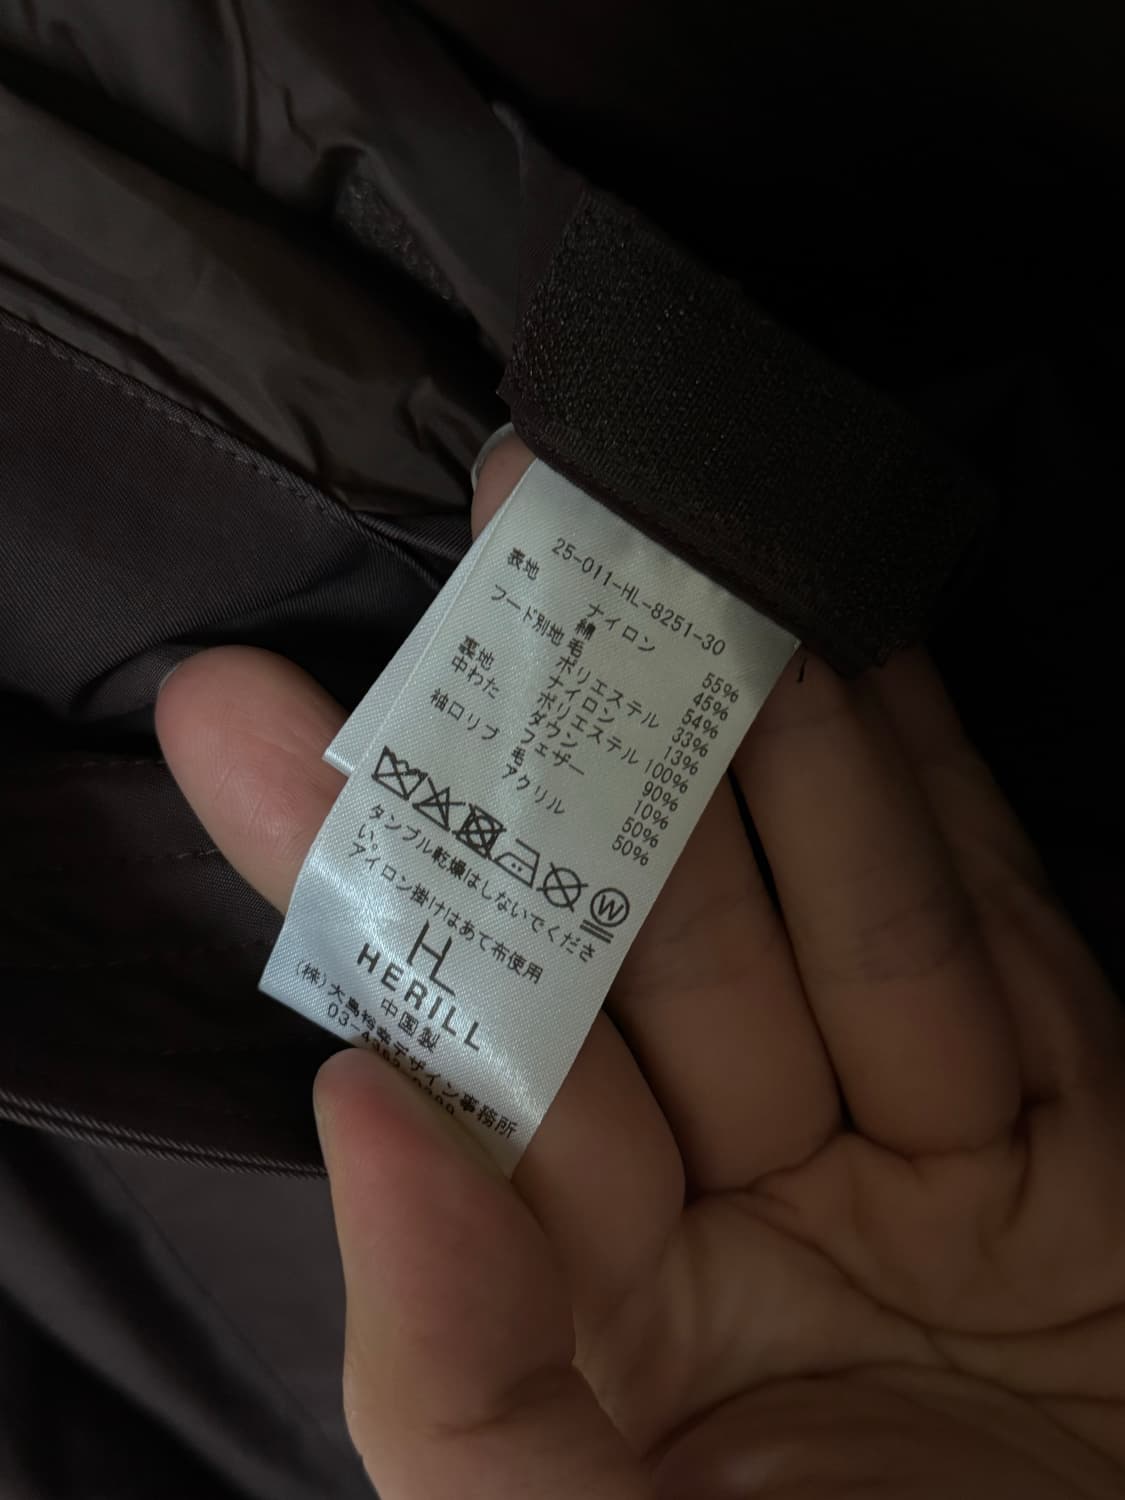 25-011-HL-8251-30
表地 ナイロン 55%
綿 45%
フード別地 毛 54%
ポリエステル 33%
ナイロン 13%
裏地 ポリエステル 100%
中わた ダウン 90%
フェザー 10%
袖口リブ 毛 50%
アクリル 50%
W
タンブル乾燥はしないでくださ
い。
アイロン掛けはあて布使用
HL
HERILL
中国製
(株)大島裕幸デザイン事務所
03-